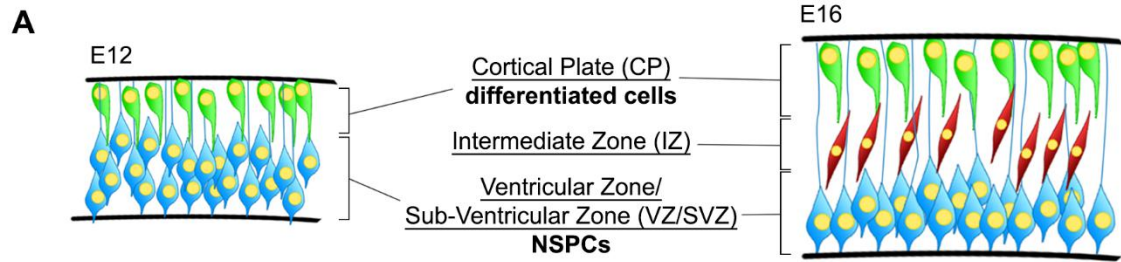 A
E12
E16
Cortical Plate (CP)
differentiated cells
Intermediate Zone (IZ)
Ventricular Zone/
Sub-Ventricular Zone (VZ/SVZ)
NSPCs